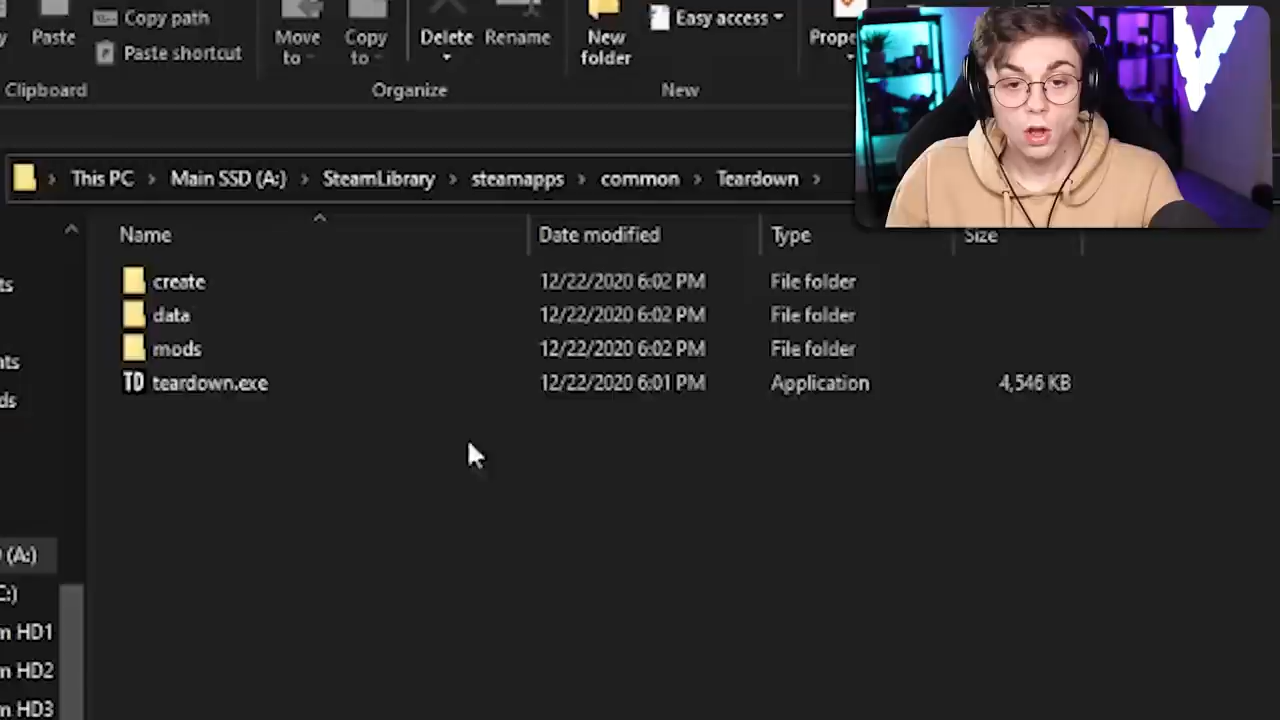 Paste
Copy path
Paste shortcut
Move to
Copy to
Delete
Rename
New folder
Easy access
Clipboard
Organize
New
This PC > Main SSD (A:) > SteamLibrary > steamapps > common > Teardown >
Name Date modified Type Size
create 12/22/2020 6:02 PM File folder
data 12/22/2020 6:02 PM File folder
mods 12/22/2020 6:02 PM File folder
TD teardown.exe 12/22/2020 6:01 PM Application 4,546 KB
(A:)
C:)
HD1
HD2
HD3